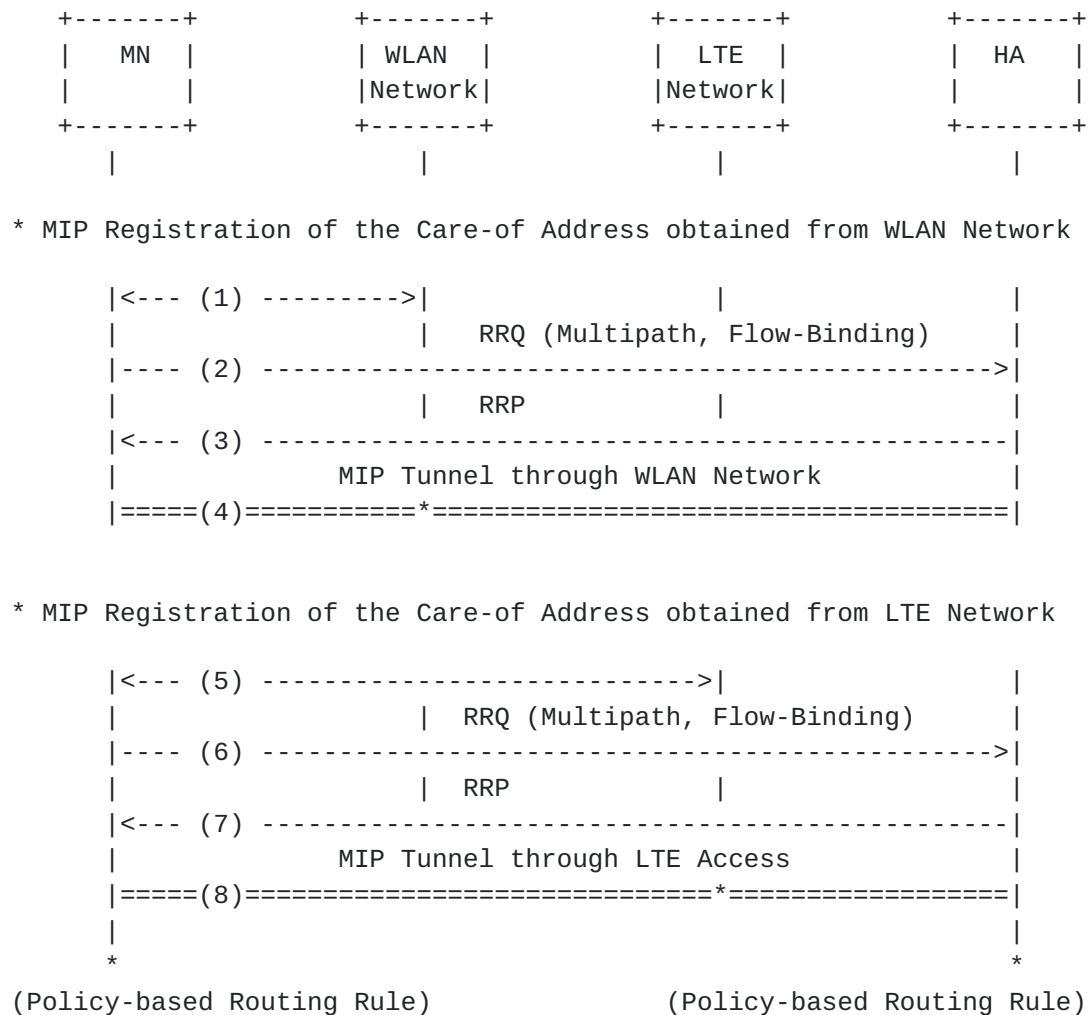 +-------+          +-------+          +-------+          +-------+
|   MN  |          | WLAN  |          |  LTE  |          |  HA   |
|       |          |Network|          |Network|          |       |
+-------+          +-------+          +-------+          +-------+
|                   |                  |                  |
* MIP Registration of the Care-of Address obtained from WLAN Network
|<--- (1) --------->|                  |                  |
|                   |   RRQ (Multipath, Flow-Binding)     |
|---- (2) ----------------------------------------------->|
|                   |   RRP            |                  |
|<--- (3) ------------------------------------------------|
|              MIP Tunnel through WLAN Network            |
|=====(4)===========*=====================================|
* MIP Registration of the Care-of Address obtained from LTE Network
|<--- (5) ---------------------------->|                  |
|                   |  RRQ (Multipath, Flow-Binding)      |
|---- (6) ----------------------------------------------->|
|                   |  RRP             |                  |
|<--- (7) ------------------------------------------------|
|              MIP Tunnel through LTE Access              |
|=====(8)==============================*==================|
|                                                         |
*                                                         *
(Policy-based Routing Rule)               (Policy-based Routing Rule)